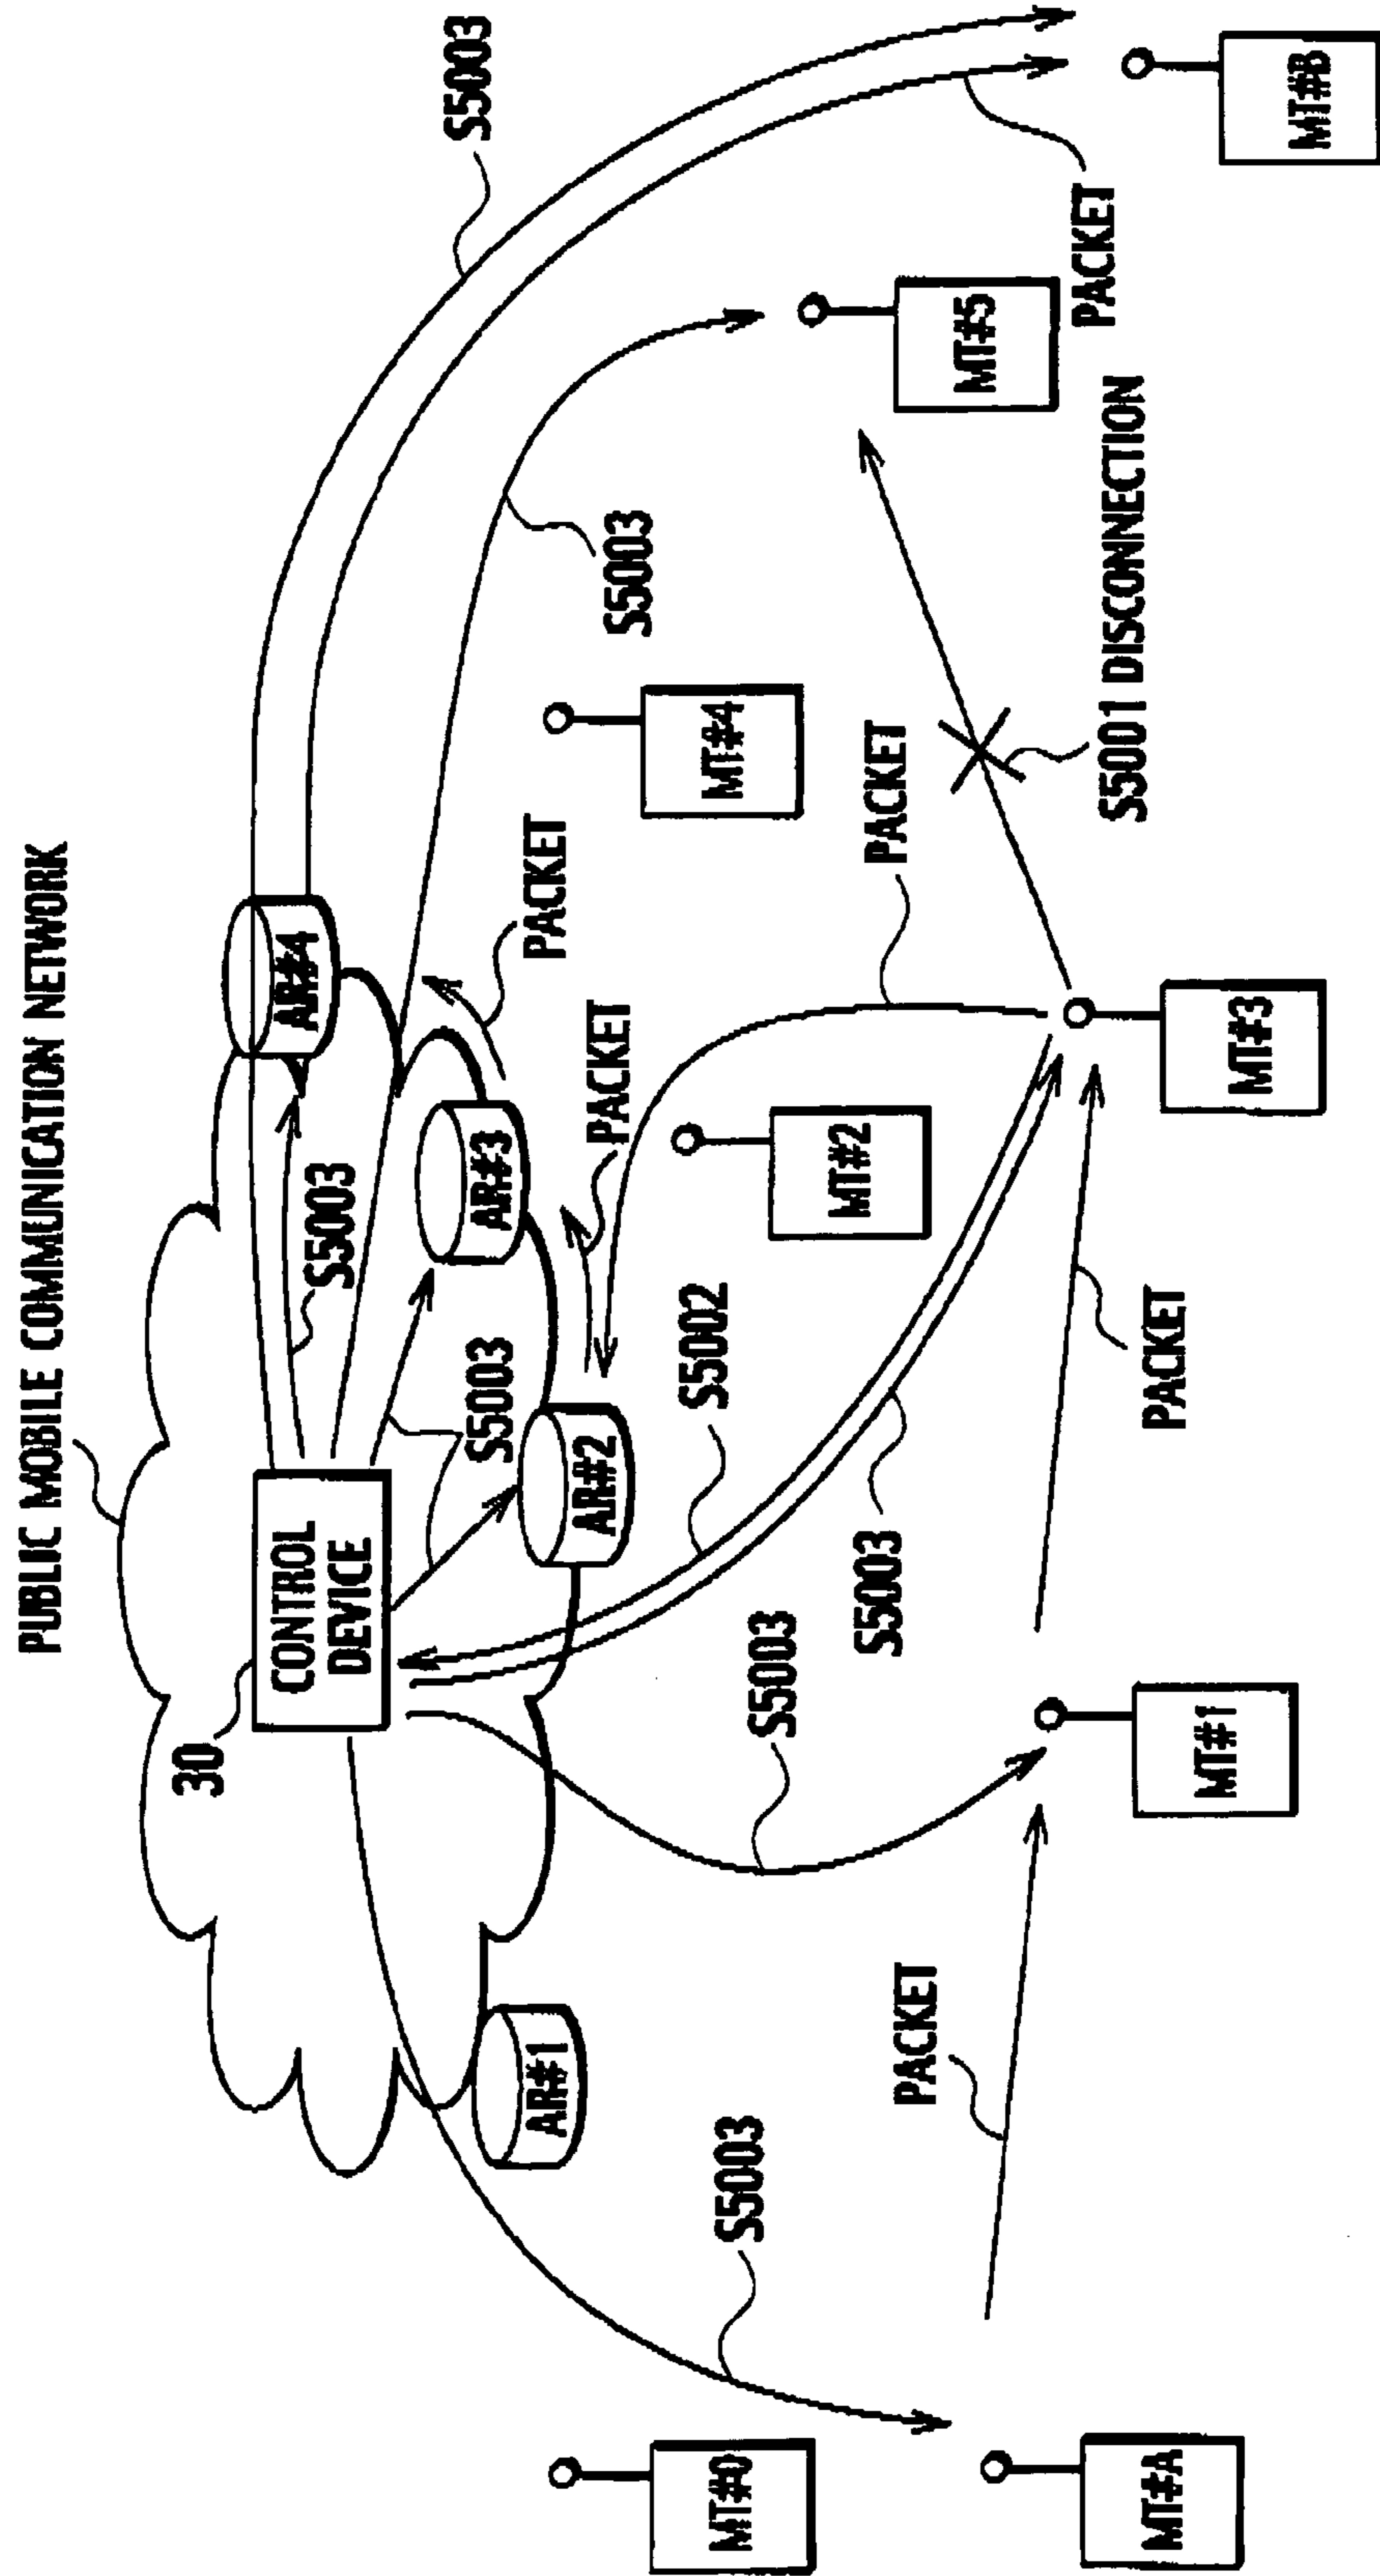 PUBLIC MOBILE COMMUNICATION NETWORK
30
CONTROL
DEVICE
AR#1
AR#2
AR#3
AR#4
S5003
S5003
S5003
S5003
S5003
S5003
S5003
S5002
PACKET
PACKET
PACKET
PACKET
PACKET
PACKET
S5001 DISCONNECTION
MT#0
MT#A
MT#1
MT#2
MT#3
MT#4
MT#5
MT#B